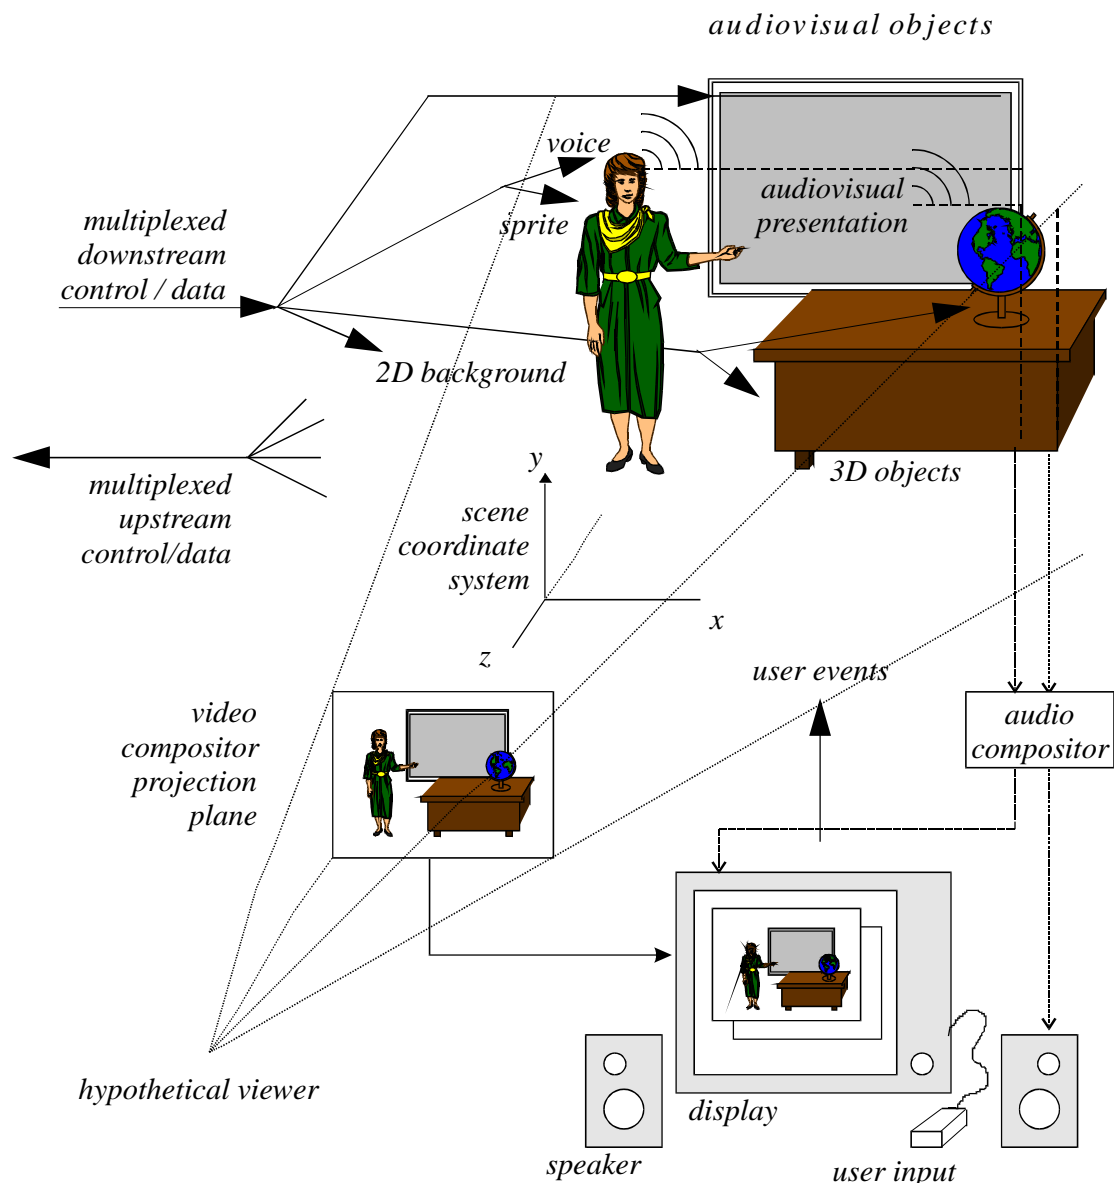 audiovisual objects
voice
sprite
audiovisual
presentation
multiplexed
downstream
control / data
2D background
3D objects
multiplexed
upstream
control/data
y
scene
coordinate
system
x
z
user events
video
compositor
projection
plane
audio
compositor
hypothetical viewer
display
speaker
user input